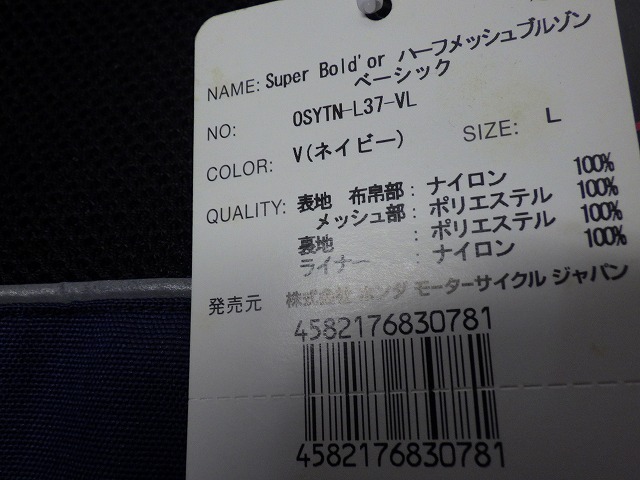 NAME: Super Bold'or ハーフメッシュブルゾン
ベーシック
NO: OSYTN-L37-VL
COLOR: V(ネイビー) SIZE: L
QUALITY: 表地 布帛部 : ナイロン 100%
メッシュ部 : ポリエステル 100%
裏地 : ポリエステル 100%
ライナー : ナイロン 100%
発売元 株式会社 ホンダ モーターサイクル ジャパン
4582176830781
4582176830781